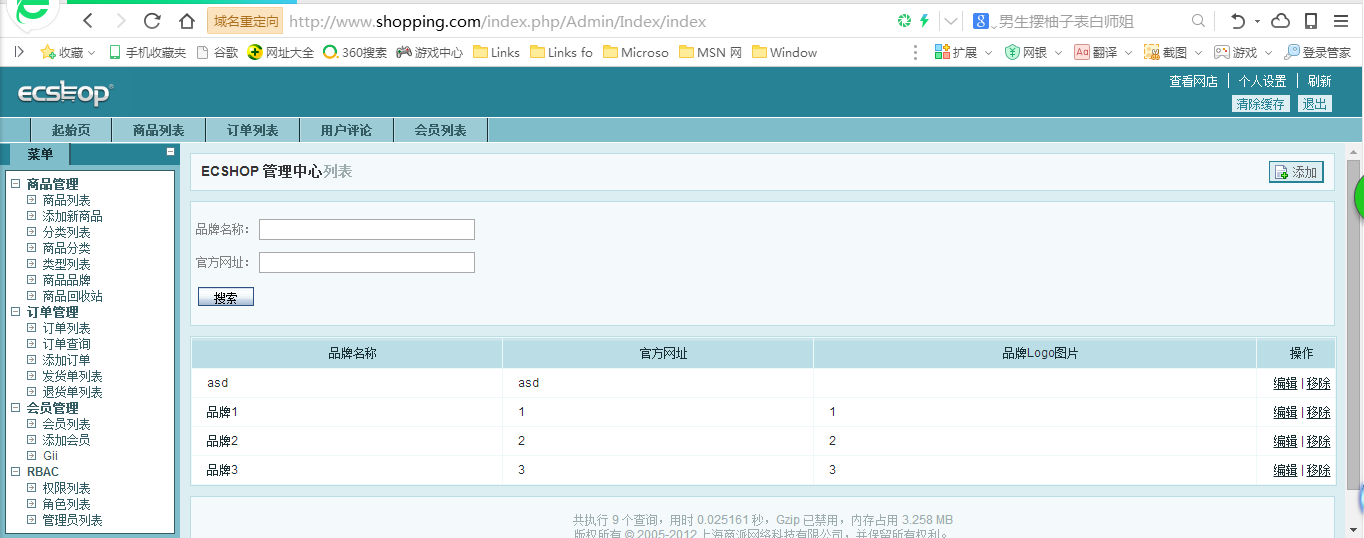 域名重定向 http://www.shopping.com/index.php/Admin/Index/index 男生摆柚子表白师姐
收藏 手机收藏夹 谷歌 网址大全 360搜索 游戏中心 Links Links fo Microso MSN 网 Window 扩展 网银 Aa 翻译 截图 游戏 登录管家
ecshop 查看网店 | 个人设置 | 刷新
清除缓存 退出
起始页 商品列表 订单列表 用户评论 会员列表
菜单
ECSHOP 管理中心列表 添加
商品管理
商品列表
添加新商品
分类列表
商品分类
类型列表
商品品牌
商品回收站
订单管理
订单列表
订单查询
添加订单
发货单列表
退货单列表
会员管理
会员列表
添加会员
Gii
RBAC
权限列表
角色列表
管理员列表
品牌名称:
官方网址:
搜索
品牌名称 官方网址 品牌Logo图片 操作
asd asd 编辑 | 移除
品牌1 1 1 编辑 | 移除
品牌2 2 2 编辑 | 移除
品牌3 3 3 编辑 | 移除
共执行 9 个查询，用时 0.025161 秒，Gzip 已禁用，内存占用 3.258 MB
版权所有 © 2005-2012 上海商派网络科技有限公司，并保留所有权利。